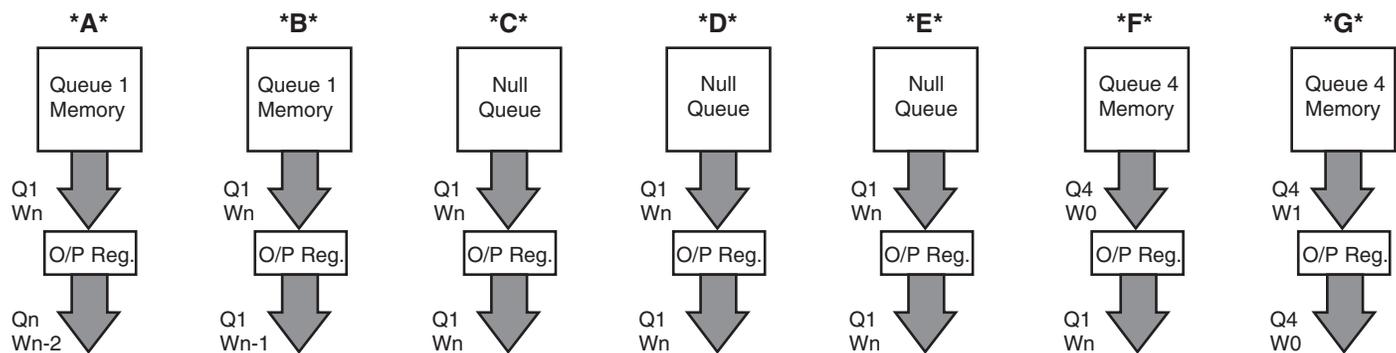 *A*
*B*
*C*
*D*
*E*
*F*
*G*
Queue 1
Memory
Queue 1
Memory
Null
Queue
Null
Queue
Null
Queue
Queue 4
Memory
Queue 4
Memory
Q1
Wn
Q1
Wn
Q1
Wn
Q1
Wn
Q1
Wn
Q4
W0
Q4
W1
O/P Reg.
O/P Reg.
O/P Reg.
O/P Reg.
O/P Reg.
O/P Reg.
O/P Reg.
Qn
Wn-2
Q1
Wn-1
Q1
Wn
Q1
Wn
Q1
Wn
Q1
Wn
Q4
W0